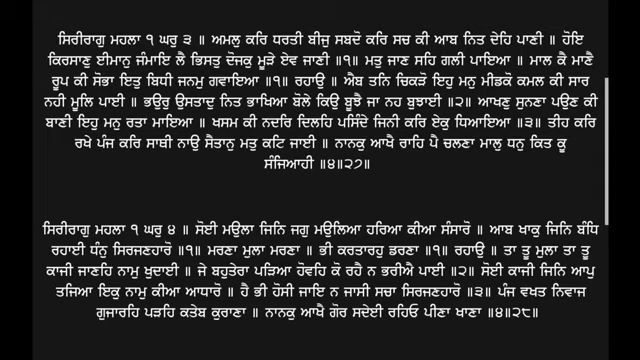 ਸਿਰੀਰਾਗੁ ਮਹਲਾ ੧ ਘਰੁ ੩ ॥ ਅਮਲੁ ਕਰਿ ਧਰਤੀ ਬੀਜੁ ਸਬਦੋ ਕਰਿ ਸਚ ਕੀ ਆਬ ਨਿਤ ਦੇਹਿ ਪਾਣੀ ॥ ਹੋਇ
ਕਿਰਸਾਣੁ ਈਮਾਨੁ ਜੰਮਾਇ ਲੈ ਭਿਸਤੁ ਦੋਜਕੁ ਮੂੜੇ ਏਵ ਜਾਣੀ ॥੧॥ ਮਤੁ ਜਾਣ ਸਹਿ ਗਲੀ ਪਾਇਆ ॥ ਮਾਲ ਕੈ ਮਾਣੈ
ਰੂਪ ਕੀ ਸੋਭਾ ਇਤੁ ਬਿਧੀ ਜਨਮੁ ਗਵਾਇਆ ॥੧॥ ਰਹਾਉ ॥ ਐਬ ਤਨਿ ਚਿਕੜੋ ਇਹੁ ਮਨੁ ਮੀਡਕੋ ਕਮਲ ਕੀ ਸਾਰ
ਨਹੀ ਮੂਲਿ ਪਾਈ ॥ ਭਉਰੁ ਉਸਤਾਦੁ ਨਿਤ ਭਾਖਿਆ ਬੋਲੇ ਕਿਉ ਬੂਝੈ ਜਾ ਨਹ ਬੁਝਾਈ ॥੨॥ ਆਖਣੁ ਸੁਨਣਾ ਪਉਣ ਕੀ
ਬਾਣੀ ਇਹੁ ਮਨੁ ਰਤਾ ਮਾਇਆ ॥ ਖਸਮ ਕੀ ਨਦਰਿ ਦਿਲਹਿ ਪਸਿੰਦੇ ਜਿਨੀ ਕਰਿ ਏਕੁ ਧਿਆਇਆ ॥੩॥ ਤੀਹ ਕਰਿ
ਰਖੇ ਪੰਜ ਕਰਿ ਸਾਥੀ ਨਾਉ ਸੈਤਾਨੁ ਮਤੁ ਕਟਿ ਜਾਈ ॥ ਨਾਨਕੁ ਆਖੈ ਰਾਹਿ ਪੈ ਚਲਣਾ ਮਾਲੁ ਧਨੁ ਕਿਤ ਕੂ
ਸੰਜਿਆਹੀ ॥੪॥੨੭॥
ਸਿਰੀਰਾਗੁ ਮਹਲਾ ੧ ਘਰੁ ੪ ॥ ਸੋਈ ਮਉਲਾ ਜਿਨਿ ਜਗੁ ਮਉਲਿਆ ਹਰਿਆ ਕੀਆ ਸੰਸਾਰੋ ॥ ਆਬ ਖਾਕੁ ਜਿਨਿ ਬੰਧਿ
ਰਹਾਈ ਧੰਨੁ ਸਿਰਜਣਹਾਰੋ ॥੧॥ ਮਰਣਾ ਮੁਲਾ ਮਰਣਾ ॥ ਭੀ ਕਰਤਾਰਹੁ ਡਰਣਾ ॥੧॥ ਰਹਾਉ ॥ ਤਾ ਤੂ ਮੁਲਾ ਤਾ ਤੂ
ਕਾਜੀ ਜਾਣਹਿ ਨਾਮੁ ਖੁਦਾਈ ॥ ਜੇ ਬਹੁਤੇਰਾ ਪੜਿਆ ਹੋਵਹਿ ਕੋ ਰਹੈ ਨ ਭਰੀਐ ਪਾਈ ॥੨॥ ਸੋਈ ਕਾਜੀ ਜਿਨਿ ਆਪੁ
ਤਜਿਆ ਇਕੁ ਨਾਮੁ ਕੀਆ ਆਧਾਰੋ ॥ ਹੈ ਭੀ ਹੋਸੀ ਜਾਇ ਨ ਜਾਸੀ ਸਚਾ ਸਿਰਜਣਹਾਰੋ ॥੩॥ ਪੰਜ ਵਖਤ ਨਿਵਾਜ
ਗੁਜਾਰਹਿ ਪੜਹਿ ਕਤੇਬ ਕੁਰਾਣਾ ॥ ਨਾਨਕੁ ਆਖੈ ਗੋਰ ਸਦੇਈ ਰਹਿਓ ਪੀਣਾ ਖਾਣਾ ॥੪॥੨੮॥